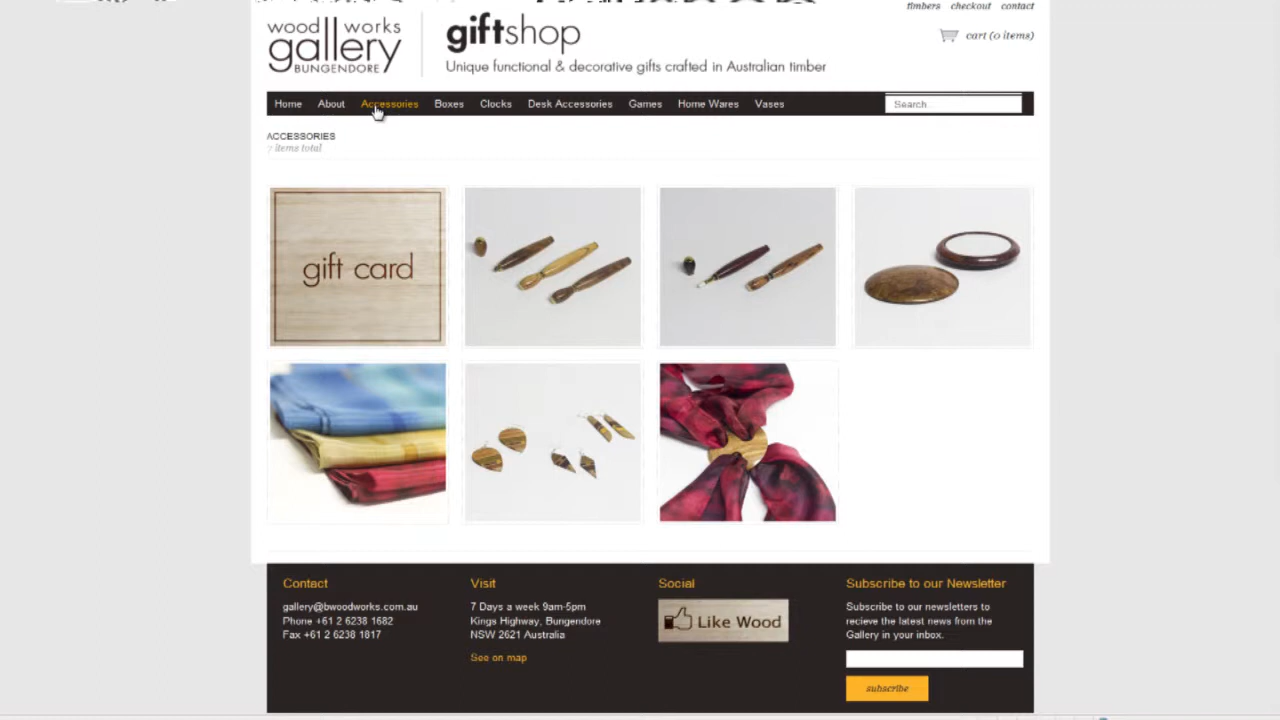 timbers checkout contact
wood works
gallery
BUNGENDORE
giftshop
Unique functional & decorative gifts crafted in Australian timber
cart (0 items)
Home About Accessories Boxes Clocks Desk Accessories Games Home Wares Vases Search
ACCESSORIES
7 items total
gift card
Contact
gallery@bwoodworks.com.au
Phone +61 2 6238 1682
Fax +61 2 6238 1817
Visit
7 Days a week 9am-5pm
Kings Highway, Bungendore
NSW 2621 Australia
See on map
Social
Like Wood
Subscribe to our Newsletter
Subscribe to our newsletters to
recieve the latest news from the
Gallery in your inbox.
subscribe